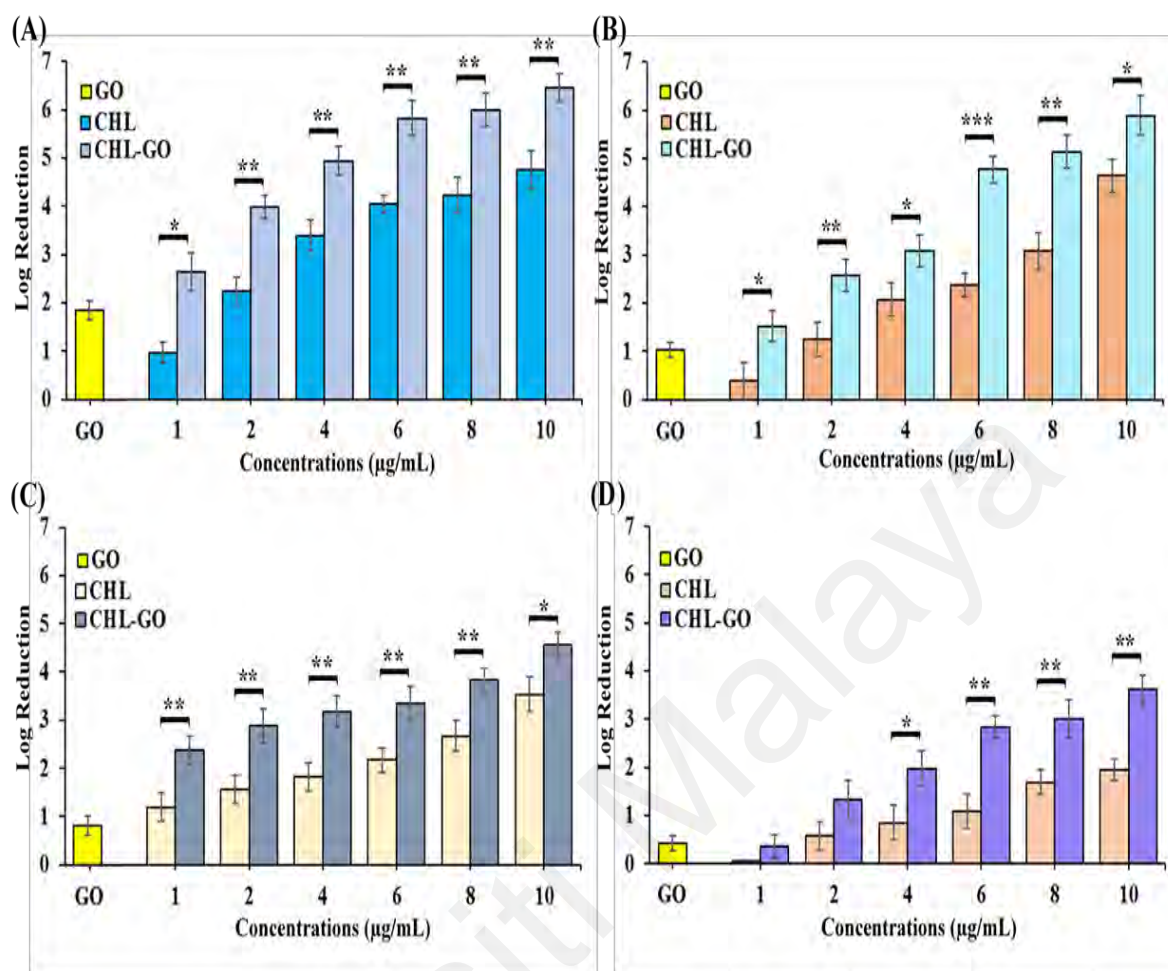 (A)
Log Reduction
7
6
5
4
3
2
1
0
GO
CHL
CHL-GO
*
**
**
**
**
**
GO 1 2 4 6 8 10
Concentrations (µg/mL)
(B)
Log Reduction
7
6
5
4
3
2
1
0
GO
CHL
CHL-GO
*
**
*
***
**
*
GO 1 2 4 6 8 10
Concentrations (µg/mL)
(C)
Log Reduction
7
6
5
4
3
2
1
0
GO
CHL
CHL-GO
**
**
**
**
**
*
GO 1 2 4 6 8 10
Concentrations (µg/mL)
(D)
Log Reduction
7
6
5
4
3
2
1
0
GO
CHL
CHL-GO
*
**
**
**
GO 1 2 4 6 8 10
Concentrations (µg/mL)
siti Malaya